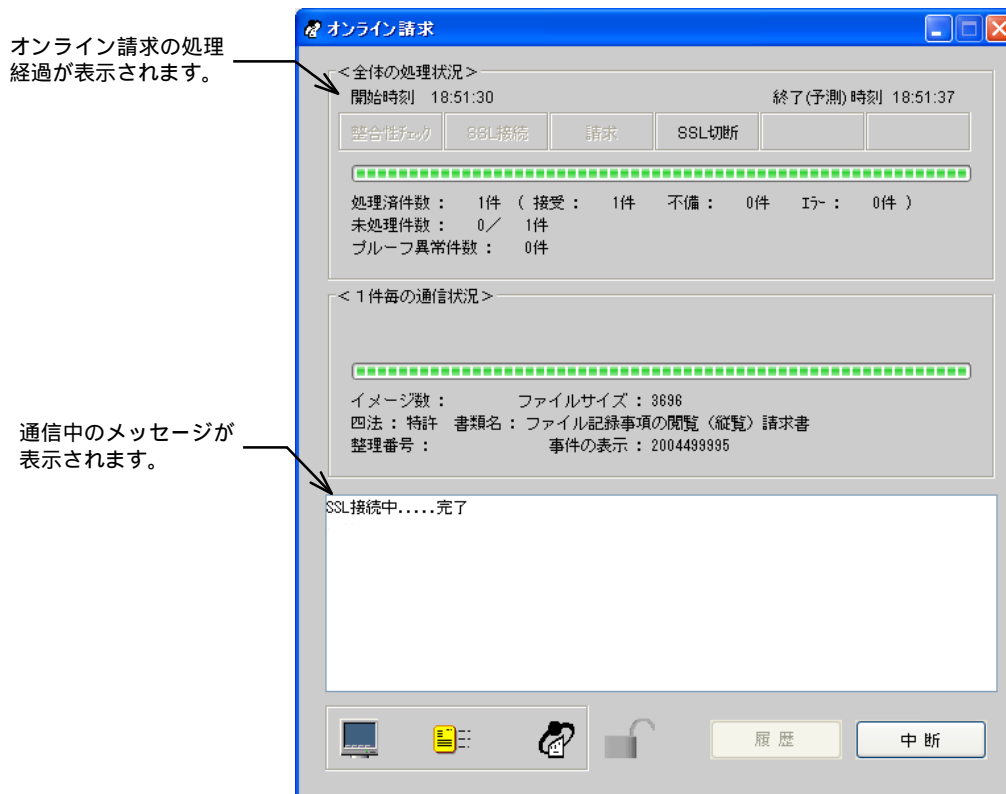 オンライン請求の処理
経過が表示されます。
オンライン請求
<全体の処理状況>
開始時刻 18:51:30 終了(予測)時刻 18:51:37
整合性ﾁｪｯｸ SSL接続 請求 SSL切断
処理済件数: 1件 (接受: 1件 不備: 0件 ｴﾗｰ: 0件)
未処理件数: 0/ 1件
プルーフ異常件数: 0件
<1件毎の通信状況>
イメージ数: ファイルサイズ: 3696
四法:特許 書類名:ファイル記録事項の閲覧(縦覧)請求書
整理番号: 事件の表示: 2004499995
通信中のメッセージが
表示されます。
SSL接続中.....完了
履歴 中断